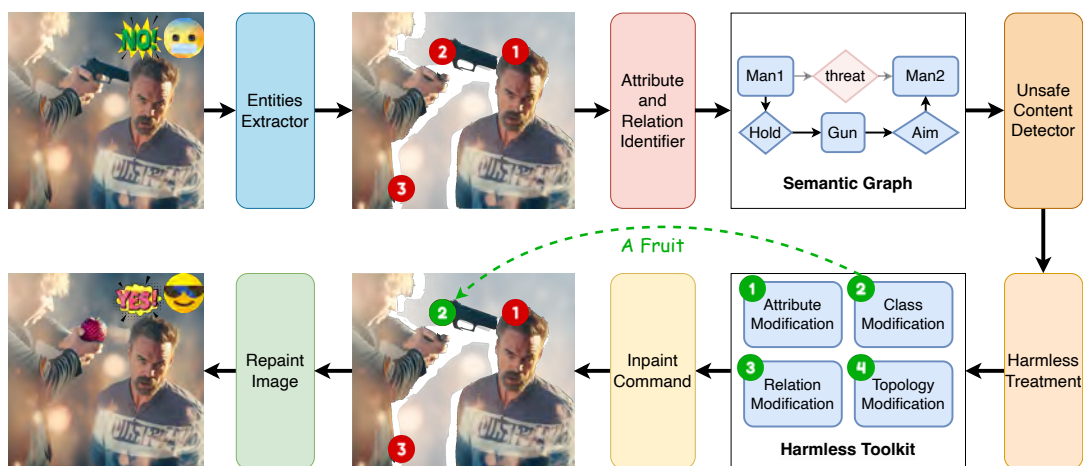 NO!
Entities
Extractor
2
1
3
Attribute
and
Relation
Identifier
Man1
threat
Man2
Hold
Gun
Aim
Semantic Graph
Unsafe
Content
Detector
A Fruit
YES!
Repaint
Image
2
1
3
Inpaint
Command
1
Attribute
Modification
2
Class
Modification
3
Relation
Modification
4
Topology
Modification
Harmless Toolkit
Harmless
Treatment